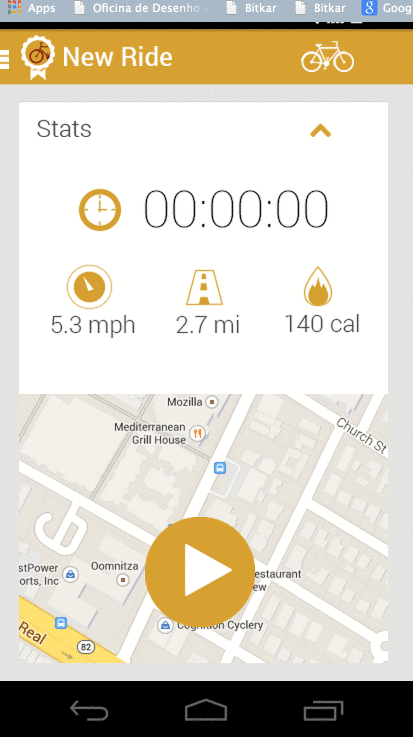 Apps Oficina de Desenho Bitkar Bitkar Goog
New Ride
Stats
00:00:00
5.3 mph 2.7 mi 140 cal
Mozilla
Mediterranean
Grill House
Church St
stPower
orts, Inc
Oomnitza
estaurant
ew
Cognition Cyclery
Real
82